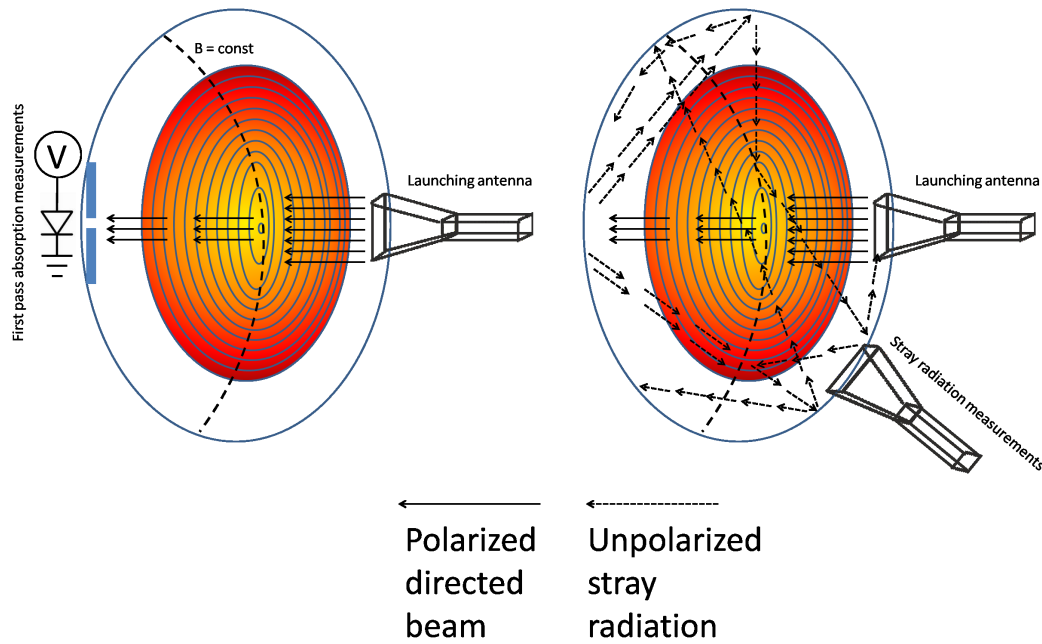 First pass absorption measurements
V
B = const
Launching antenna
Launching antenna
Stray radiation measurements
Polarized
directed
beam
Unpolarized
stray
radiation